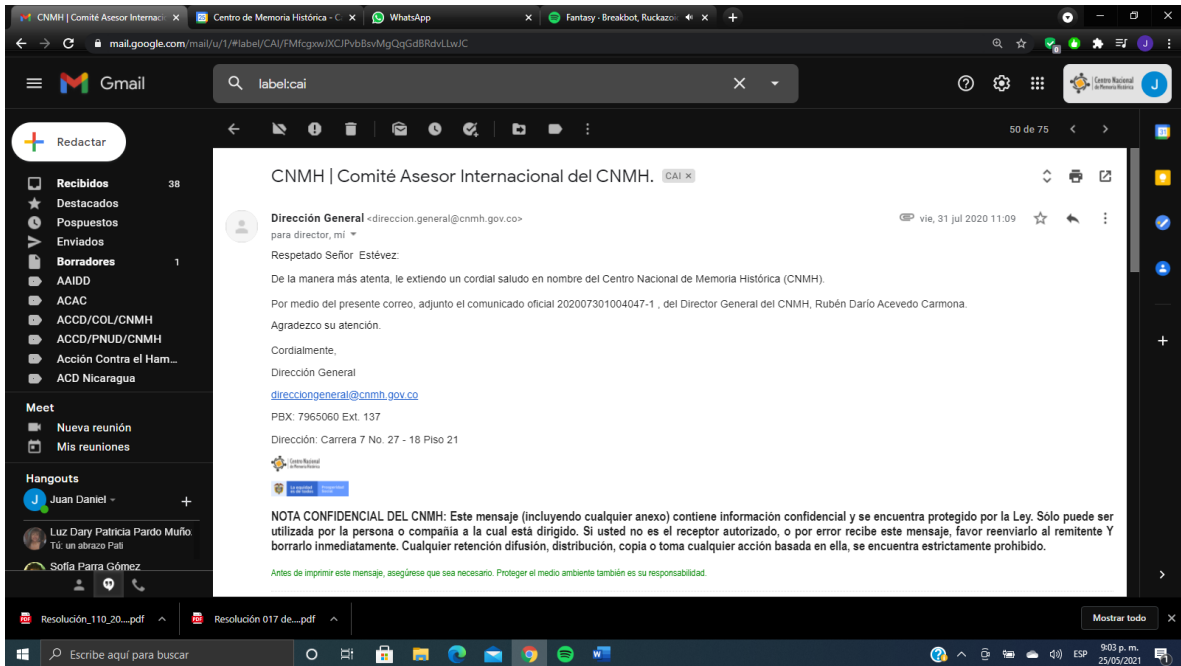 CNMH | Comité Asesor Internacio
Centro de Memoria Histórica - C
WhatsApp
Fantasy - Breakbot, Ruckazoid
mail.google.com/mail/u/1/#label/CAI/FMfcgxwJXCJPvbBsvMgQqGdBRdvLLwJC
Gmail
label:cai
Centro Nacional
de Memoria Histórica
J
Redactar
50 de 75
Recibidos 38
Destacados
Pospuestos
Enviados
Borradores 1
AAIDD
ACAC
ACCD/COL/CNMH
ACCD/PNUD/CNMH
Acción Contra el Ham...
ACD Nicaragua
Meet
Nueva reunión
Mis reuniones
Hangouts
Juan Daniel
Luz Dary Patricia Pardo Muño
Tú: un abrazo Pati
Sofía Parra Gómez
CNMH | Comité Asesor Internacional del CNMH. CAI x
Dirección General <direccion.general@cnmh.gov.co>
vie, 31 jul 2020 11:09
para director, mí
Respetado Señor Estévez:
De la manera más atenta, le extiendo un cordial saludo en nombre del Centro Nacional de Memoria Histórica (CNMH).
Por medio del presente correo, adjunto el comunicado oficial 202007301004047-1 , del Director General del CNMH, Rubén Darío Acevedo Carmona.
Agradezco su atención.
Cordialmente,
Dirección General
direcciongeneral@cnmh.gov.co
PBX: 7965060 Ext. 137
Dirección: Carrera 7 No. 27 - 18 Piso 21
Centro Nacional
de Memoria Histórica
NOTA CONFIDENCIAL DEL CNMH: Este mensaje (incluyendo cualquier anexo) contiene información confidencial y se encuentra protegido por la Ley. Sólo puede ser
utilizada por la persona o compañia a la cual está dirigido. Si usted no es el receptor autorizado, o por error recibe este mensaje, favor reenviarlo al remitente Y
borrarlo inmediatamente. Cualquier retención difusión, distribución, copia o toma cualquier acción basada en ella, se encuentra estrictamente prohibido.
Antes de imprimir este mensaje, asegúrese que sea necesario. Proteger el medio ambiente también es su responsabilidad.
Resolución_110_20....pdf
Resolución 017 de....pdf
Mostrar todo
Escribe aquí para buscar
ESP
9:03 p. m.
25/05/2021